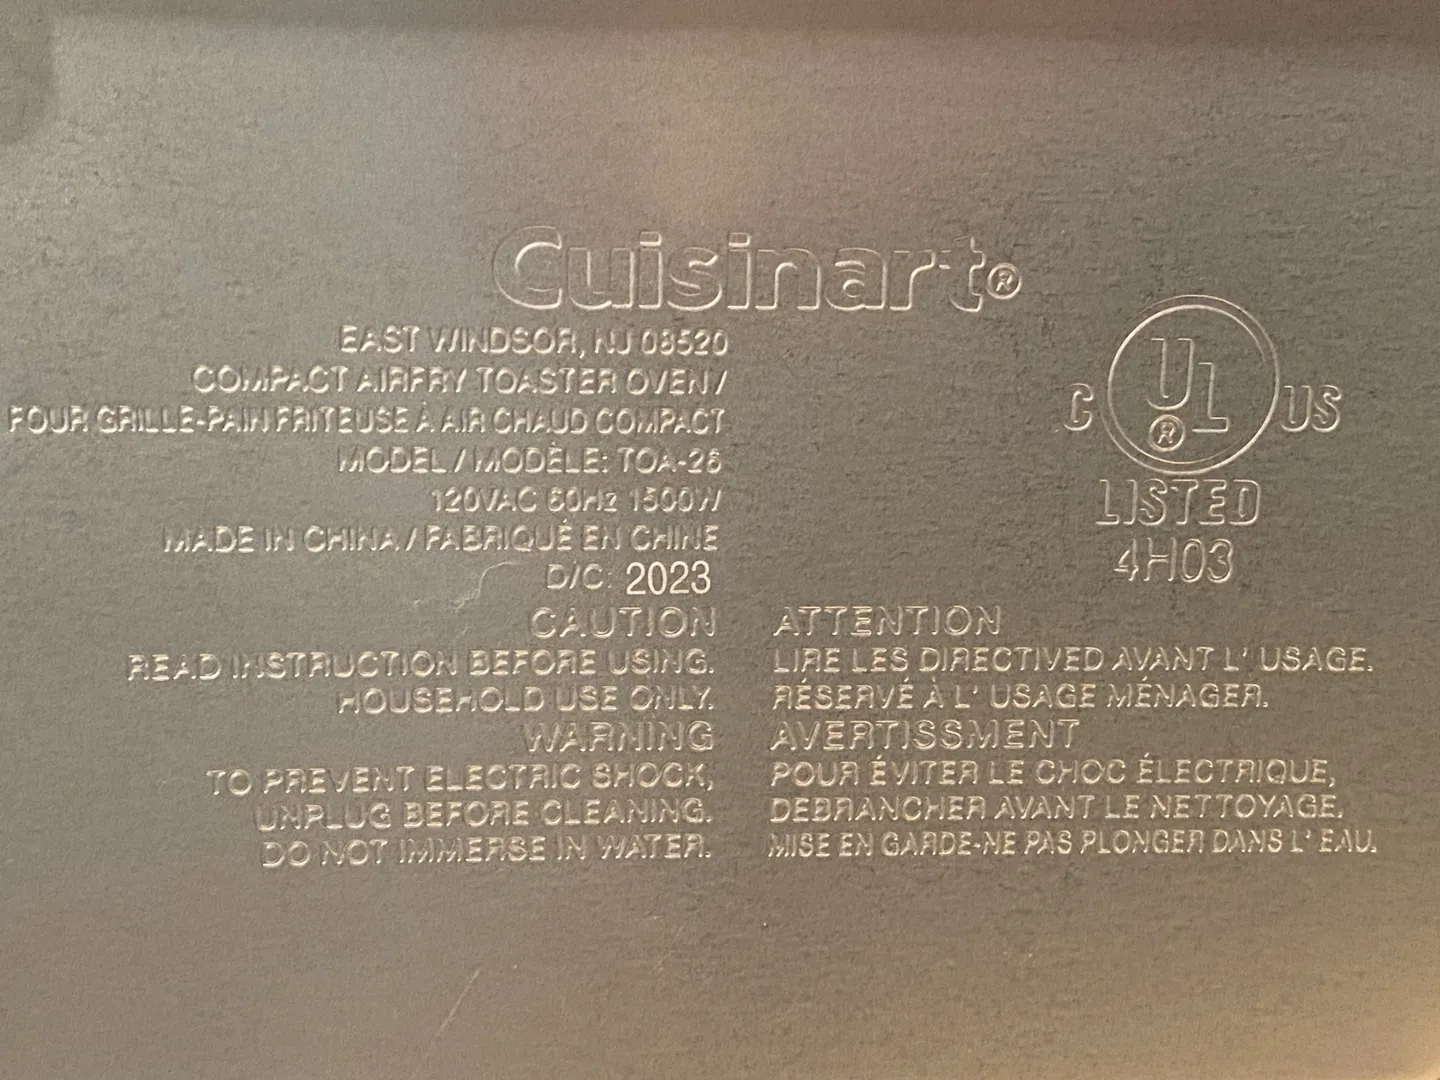 Cuisinart®
EAST WINDSOR, NJ 08520
COMPACT AIRFRY TOASTER OVEN /
FOUR GRILLE-PAIN FRITEUSE À AIR CHAUD COMPACT
MODEL / MODÈLE: TOA-26
120VAC 60Hz 1500W
MADE IN CHINA / FABRIQUÉ EN CHINE
D/C: 2023
C UL® US
LISTED
4H03
CAUTION
READ INSTRUCTION BEFORE USING.
HOUSEHOLD USE ONLY.
WARNING
TO PREVENT ELECTRIC SHOCK,
UNPLUG BEFORE CLEANING.
DO NOT IMMERSE IN WATER.
ATTENTION
LIRE LES DIRECTIVED AVANT L' USAGE.
RÉSERVÉ À L' USAGE MÉNAGER.
AVERTISSMENT
POUR ÉVITER LE CHOC ÉLECTRIQUE,
DEBRANCHER AVANT LE NETTOYAGE.
MISE EN GARDE-NE PAS PLONGER DANS L' EAU.